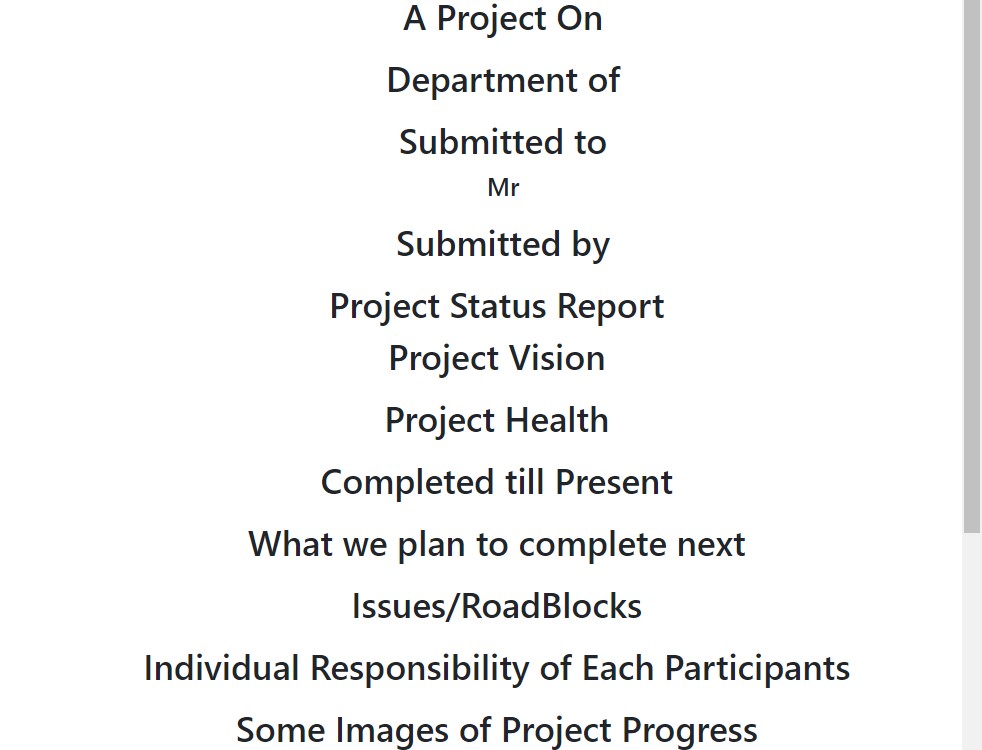 A Project On
Department of
Submitted to
Mr
Submitted by
Project Status Report
Project Vision
Project Health
Completed till Present
What we plan to complete next
Issues/RoadBlocks
Individual Responsibility of Each Participants
Some Images of Project Progress